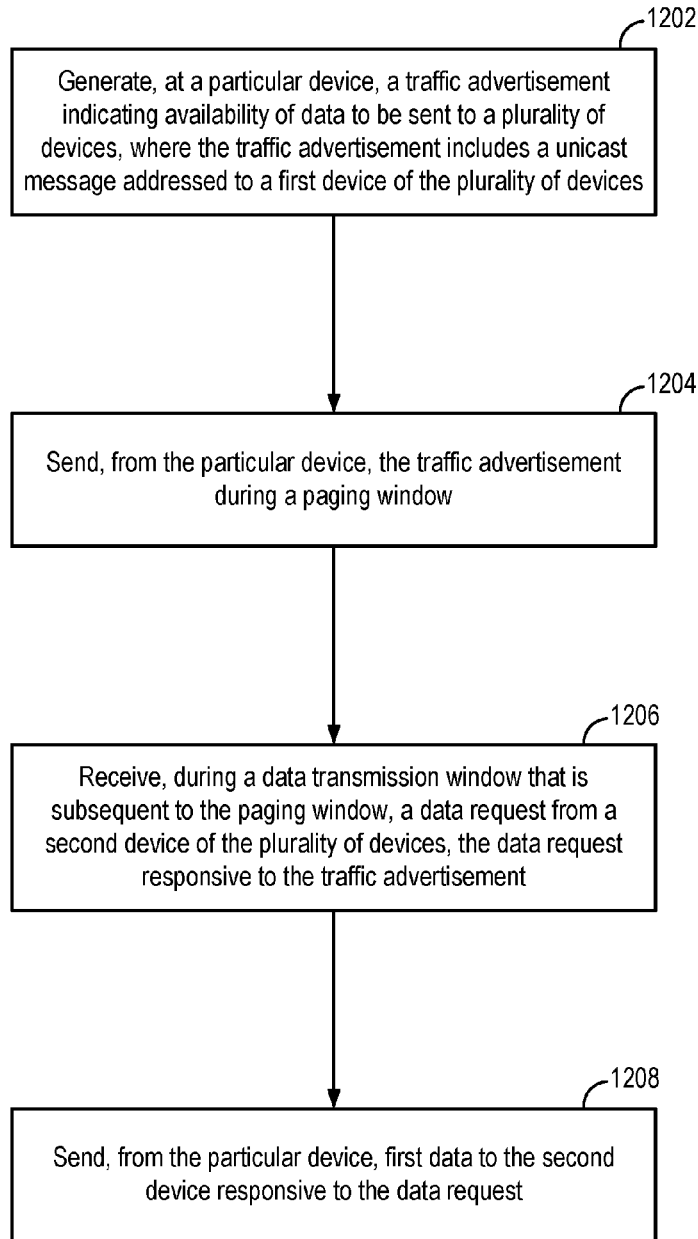 1202
Generate, at a particular device, a traffic advertisement
indicating availability of data to be sent to a plurality of
devices, where the traffic advertisement includes a unicast
message addressed to a first device of the plurality of devices
1204
Send, from the particular device, the traffic advertisement
during a paging window
1206
Receive, during a data transmission window that is
subsequent to the paging window, a data request from a
second device of the plurality of devices, the data request
responsive to the traffic advertisement
1208
Send, from the particular device, first data to the second
device responsive to the data request